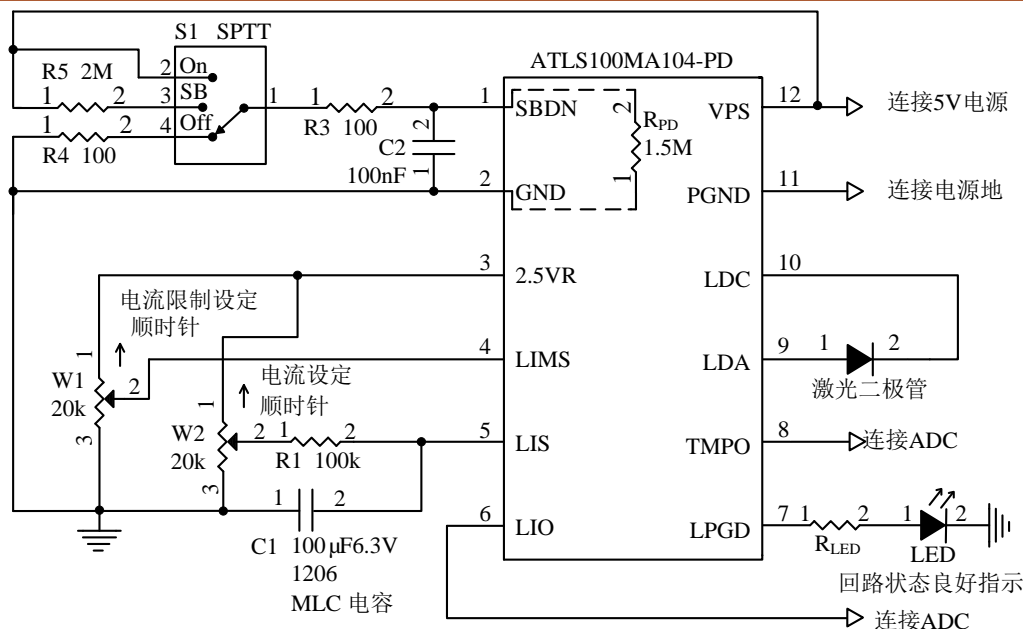 S1 SPTT
ATLS100MA104-PD
R5 2M
2 On
1 2 3 SB
1 2 4 Off
R4 100
1
1 2
R3 100
2
C2
1
100nF
1 SBDN
2 GND
2
RPD
1.5M
1
VPS 12 连接5V电源
PGND 11 连接电源地
3 2.5VR
LDC 10
电流限制设定
顺时针
1
W1 2
20k
3
4 LIMS
LDA 9 1 2
激光二极管
电流设定
顺时针
1
W2 2
20k
3
1 2
R1 100k
5 LIS
TMPO 8 连接ADC
1 2
C1 100μF6.3V
1206
MLC 电容
6 LIO
LPGD 7 1 2 1 2
RLED LED
回路状态良好指示
连接ADC